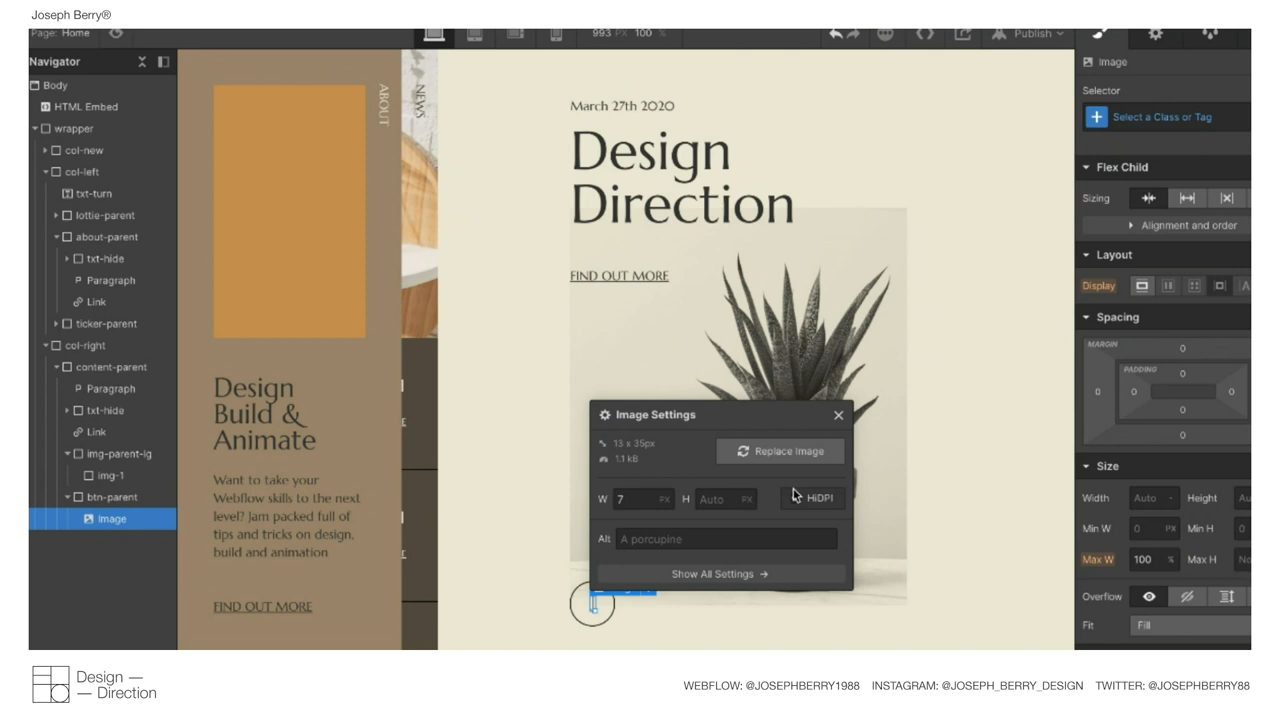 Joseph Berry®
Page: Home
993 PX 100 %
Publish
Navigator
Body
HTML Embed
wrapper
col-new
col-left
txt-turn
lottie-parent
about-parent
txt-hide
Paragraph
Link
ticker-parent
col-right
content-parent
Paragraph
txt-hide
Link
img-parent-lg
img-1
btn-parent
Image
ABOUT
NEWS
Design
Build &
Animate
Want to take your
Webflow skills to the next
level? Jam packed full of
tips and tricks on design,
build and animation
FIND OUT MORE
March 27th 2020
Design
Direction
FIND OUT MORE
Image Settings
13 x 35px
1.1 kB
Replace Image
W 7 PX H Auto PX HiDPI
Alt A porcupine
Show All Settings
Image
Selector
Select a Class or Tag
Flex Child
Sizing
Alignment and order
Layout
Display
Spacing
MARGIN
0
PADDING
0
0 0 0
0
0
Size
Width Auto - Height Au
Min W 0 PX Min H 0
Max W 100 % Max H No
Overflow
Fit Fill
Design —
— Direction
WEBFLOW: @JOSEPHBERRY1988 INSTAGRAM: @JOSEPH_BERRY_DESIGN TWITTER: @JOSEPHBERRY88